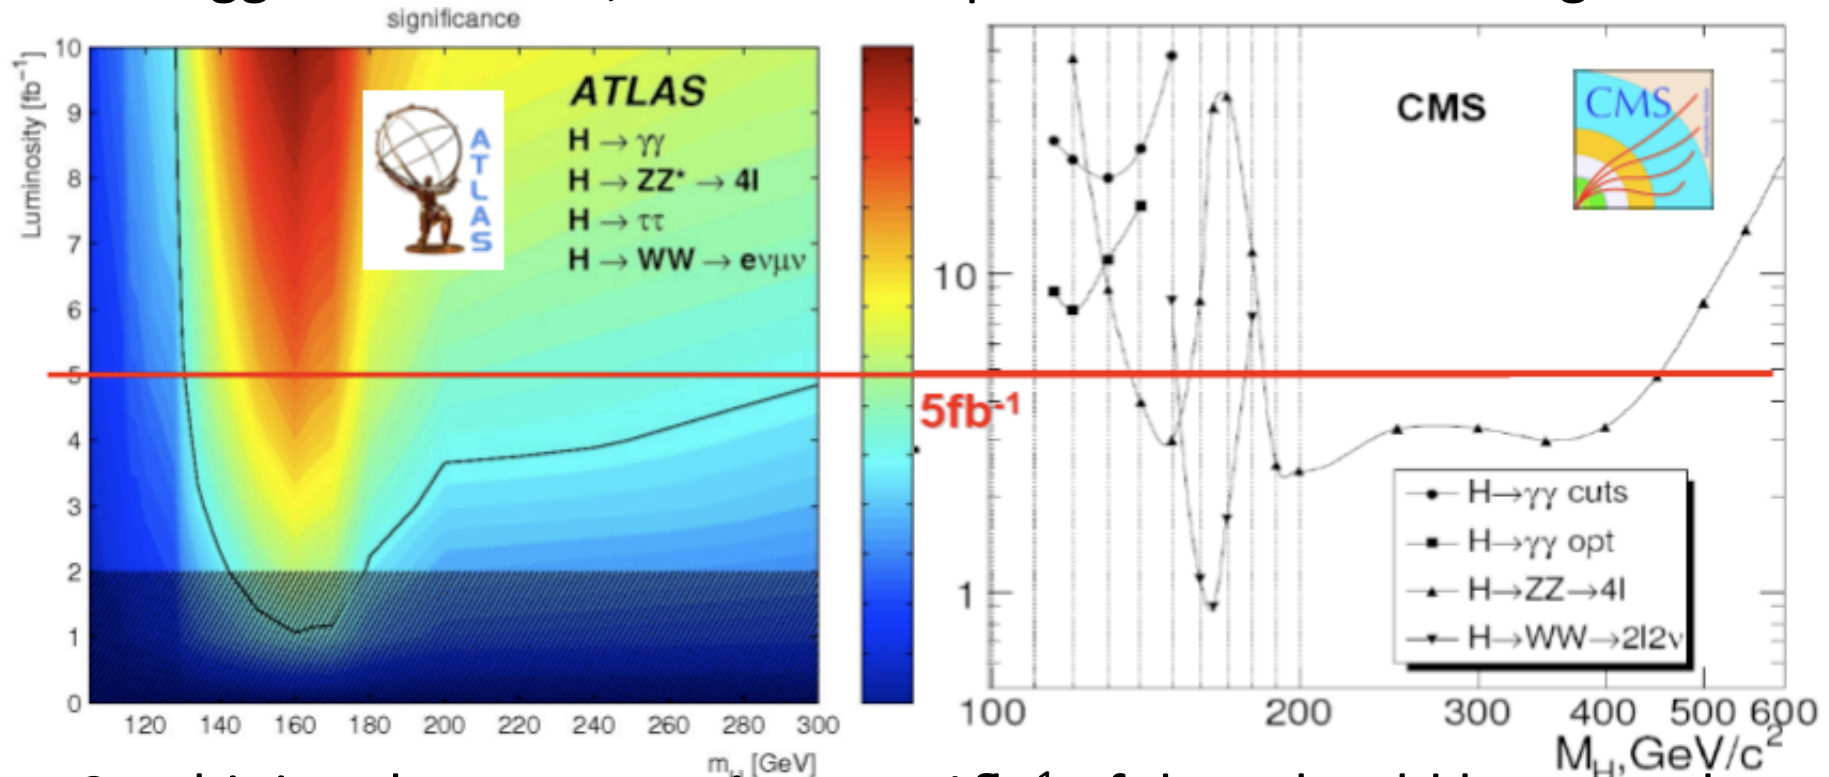 significance
Luminosity [fb⁻¹]
10
9
8
7
6
5
4
3
2
1
0
120 140 160 180 200 220 240 260 280 300
m_H [GeV]
ATLAS
H → γγ
H → ZZ* → 4l
H → ττ
H → WW → eνμν
ATLAS
5fb⁻¹
CMS
CMS
10
1
H→γγ cuts
H→γγ opt
H→ZZ→4l
H→WW→2l2ν
100 200 300 400 500 600
M_H,GeV/c²